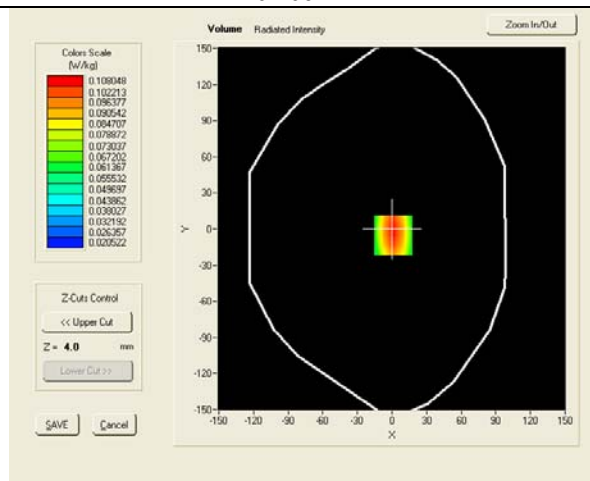 Volume Radiated Intensity
Zoom In/Out
Colors Scale
(W/kg)
0.108048
0.102213
0.096377
0.090542
0.084707
0.078872
0.073037
0.067202
0.061367
0.055532
0.049697
0.043862
0.038027
0.032192
0.026357
0.020522
Z-Cuts Control
<< Upper Cut
Z = 4.0 mm
Lower Cut >>
SAVE Cancel
150-
120-
90-
60-
30-
0-
-30-
-60-
-90-
-120-
-150-
Y
-150 -120 -90 -60 -30 0 30 60 90 120 150
X